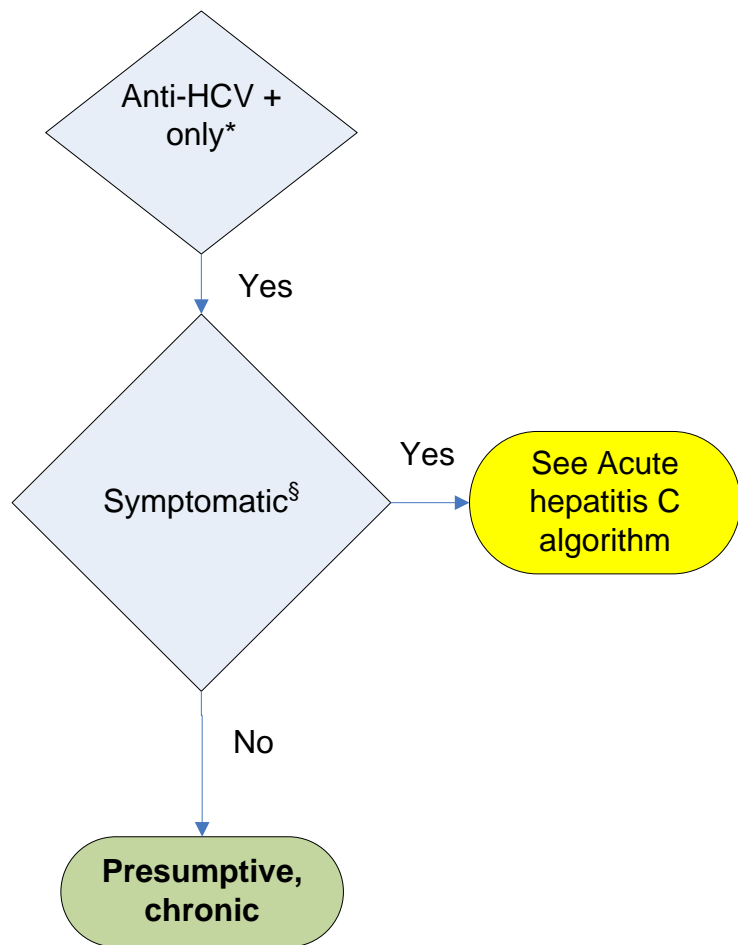 Anti-HCV +
only*
Yes
Symptomatic§
Yes
See Acute
hepatitis C
algorithm
No
Presumptive,
chronic